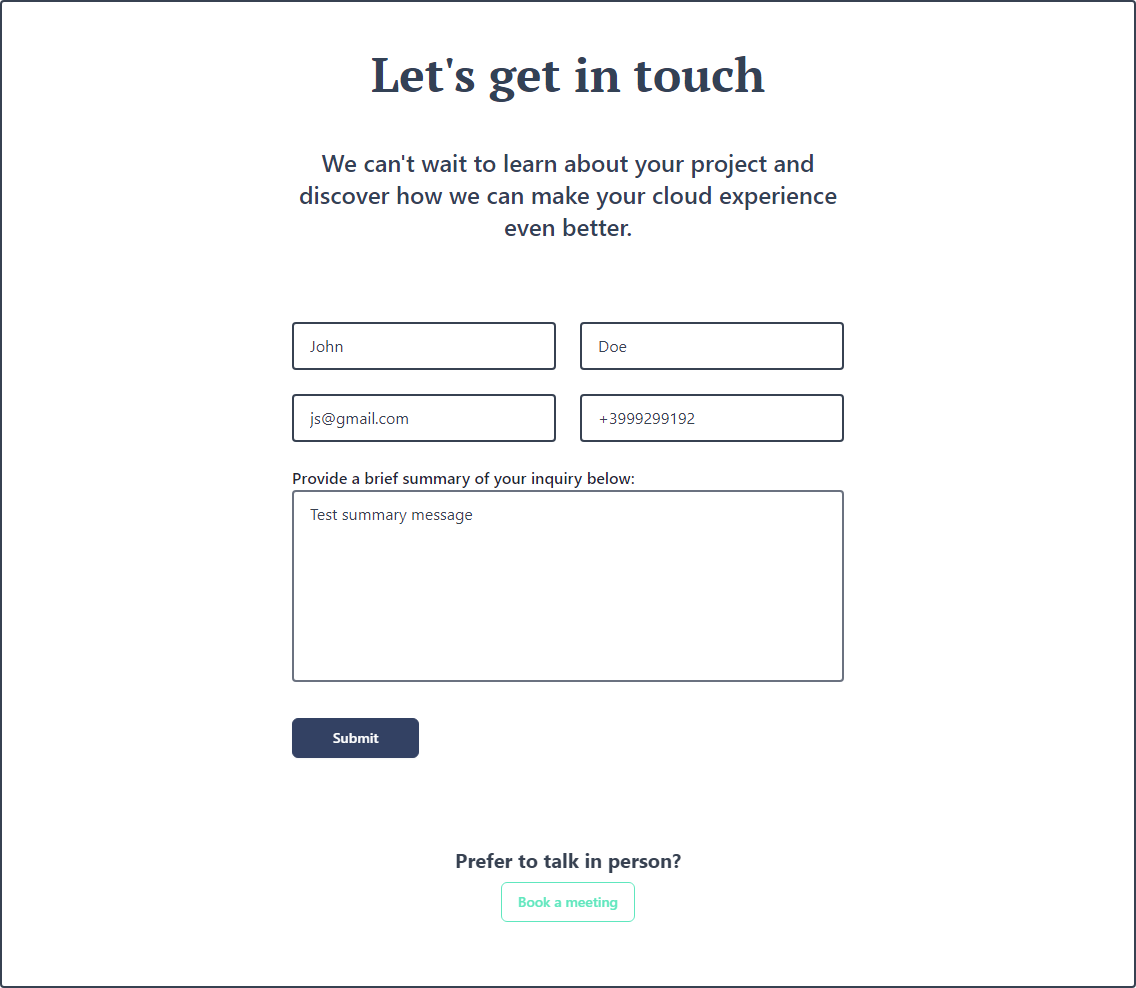 Let's get in touch
We can't wait to learn about your project and
discover how we can make your cloud experience
even better.
John
Doe
js@gmail.com
+3999299192
Provide a brief summary of your inquiry below:
Test summary message
Submit
Prefer to talk in person?
Book a meeting